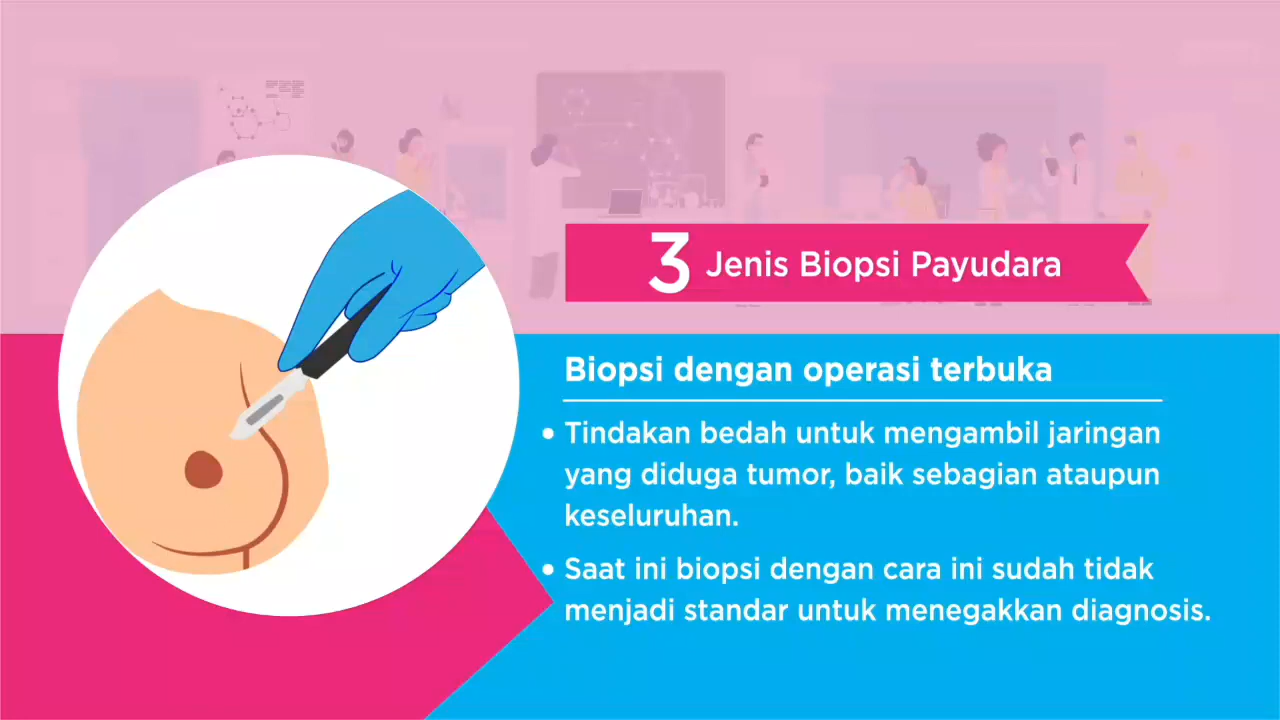 3 Jenis Biopsi Payudara
Biopsi dengan operasi terbuka
• Tindakan bedah untuk mengambil jaringan
yang diduga tumor, baik sebagian ataupun
keseluruhan.
• Saat ini biopsi dengan cara ini sudah tidak
menjadi standar untuk menegakkan diagnosis.